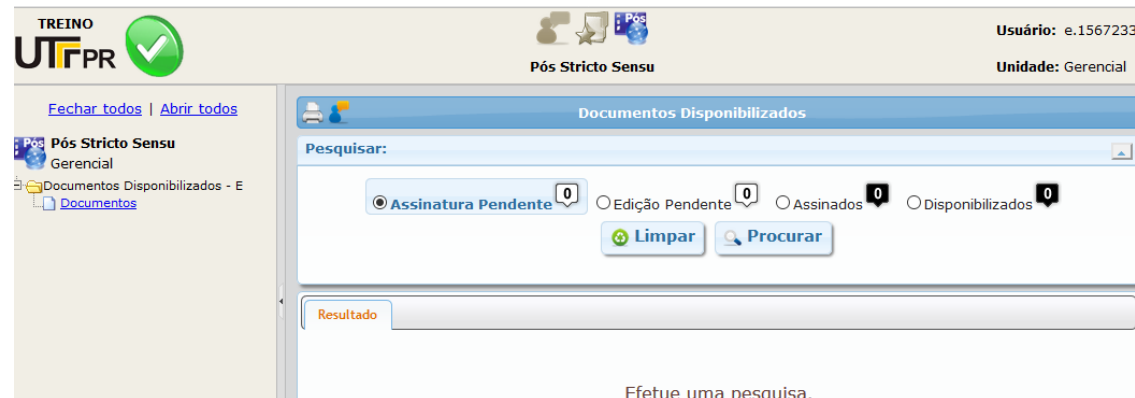 TREINO
UTFPR
Pós
Pós Stricto Sensu
Usuário: e.1567233
Unidade: Gerencial
Fechar todos | Abrir todos
Pós
Pós Stricto Sensu
Gerencial
Documentos Disponibilizados - E
Documentos
Documentos Disponibilizados
Pesquisar:
Assinatura Pendente 0 Edição Pendente 0 Assinados 0 Disponibilizados 0
Limpar Procurar
Resultado
Efetue uma pesquisa.